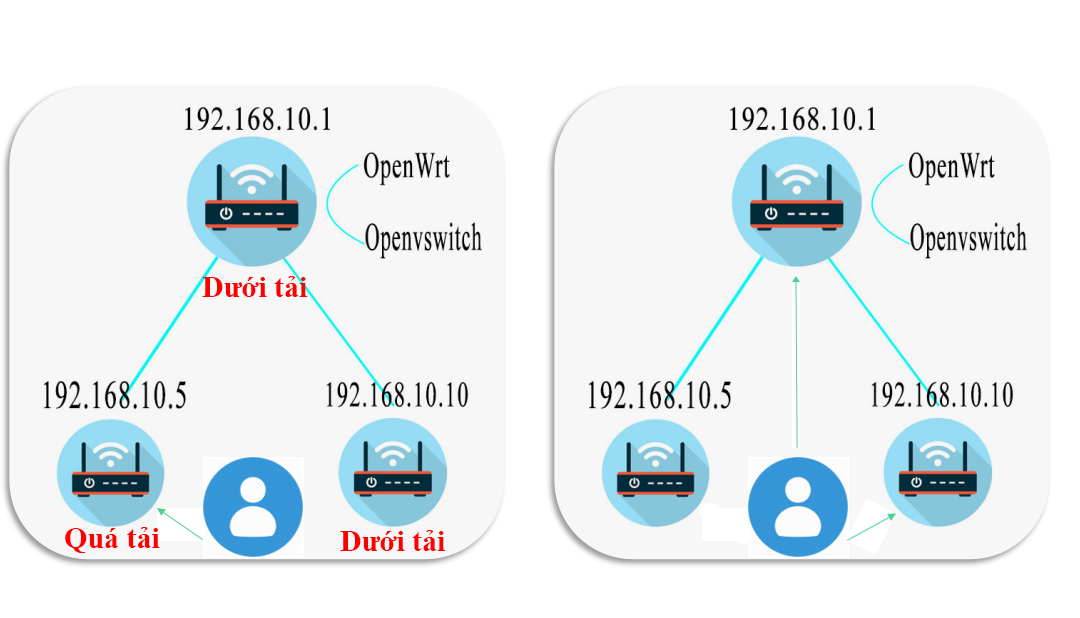 192.168.10.1
OpenWrt
Openvswitch
Dưới tải
192.168.10.5
192.168.10.10
Quá tải
Dưới tải
192.168.10.1
OpenWrt
Openvswitch
192.168.10.5
192.168.10.10